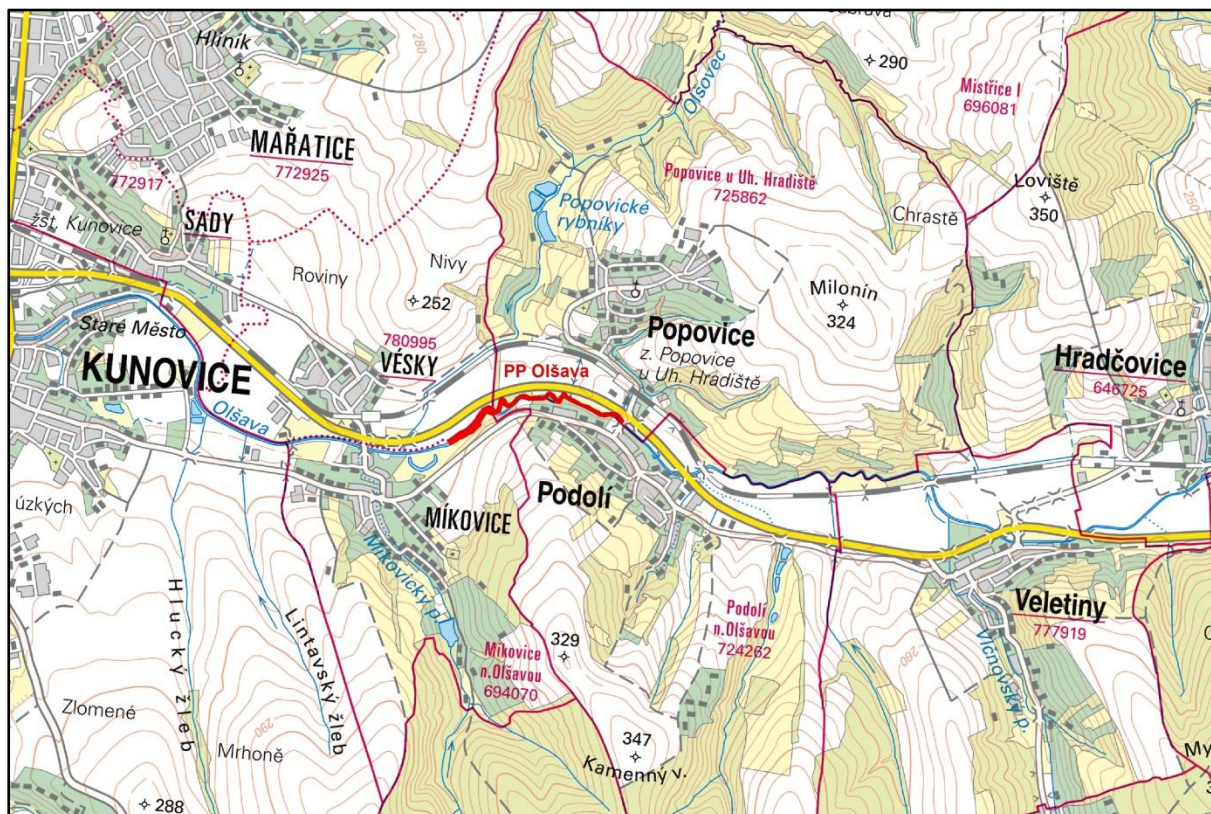 Hliník
280
290
Mistřice I
696081
Olšovec
MAŘATICE
772925
772917
Popovice u Uh. Hradiště
725862
Loviště
350
250
žst. Kunovice
SADY
Popovické
rybníky
Chrastě
Roviny
Nivy
252
Milonín
324
Staré Město
780995
VÉSKY
Popovice
z. Popovice
u Uh. Hradiště
Hradčovice
646725
KUNOVICE
PP Olšava
Olšava
Podolí
úzkých
MÍKOVICE
Míkovický p.
Hlucký žleb
Lintavský žleb
Podolí
n.Olšavou
724262
Veletiny
777919
329
Míkovice
n.Olšavou
694070
260
Vlčnovský p.
Zlomené
290
Mrhoně
347
Kamenný v.
My
288